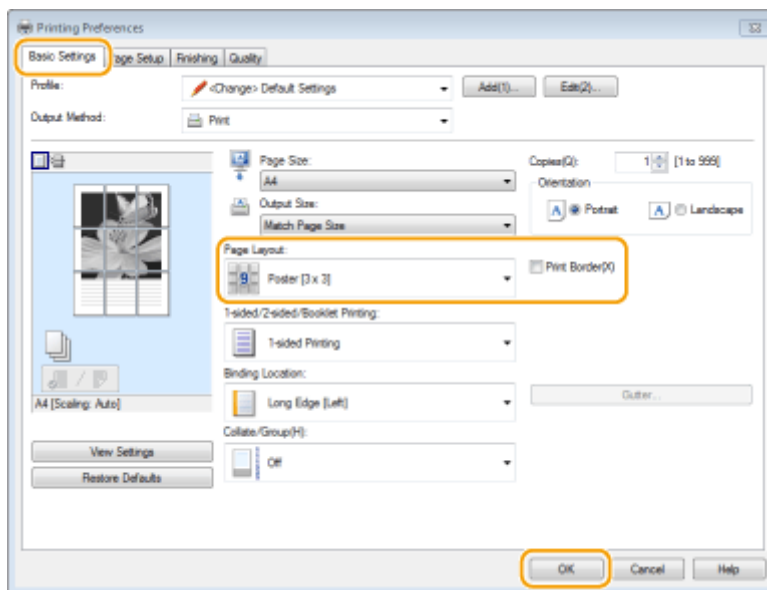 Printing Preferences
Basic Settings Page Setup Finishing Quality
Profile: <Change> Default Settings Add(1)... Edit(2)...
Output Method: Print
Page Size: Copies(Q): 1 [1 to 999]
A4 Orientation
Output Size: A Portrait A Landscape
Match Page Size
Page Layout:
9 Poster [3 x 3] Print Border(X)
1-sided/2-sided/Booklet Printing:
1-sided Printing
Binding Location:
Long Edge [Left] Gutter...
A4 [Scaling: Auto]
Collate/Group(H):
View Settings Off
Restore Defaults
OK Cancel Help